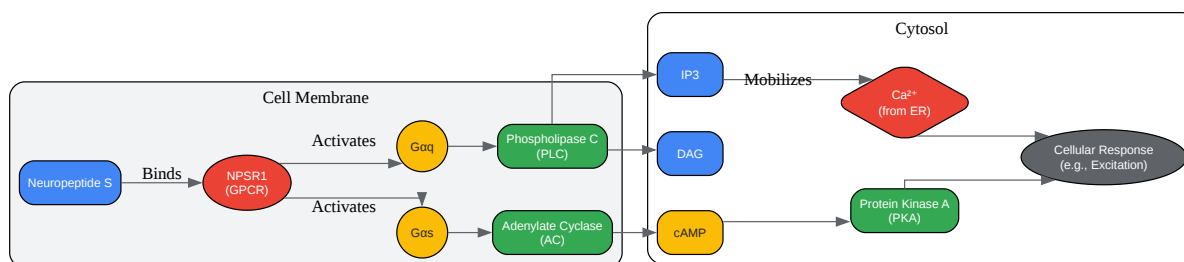 Cytosol
Cell Membrane
Neuropeptide S
Binds
NPSR1
(GPCR)
Activates
Activates
Gαq
Gαs
Phospholipase C
(PLC)
Adenylate Cyclase
(AC)
IP3
Mobilizes
Ca²⁺
(from ER)
DAG
cAMP
Protein Kinase A
(PKA)
Cellular Response
(e.g., Excitation)